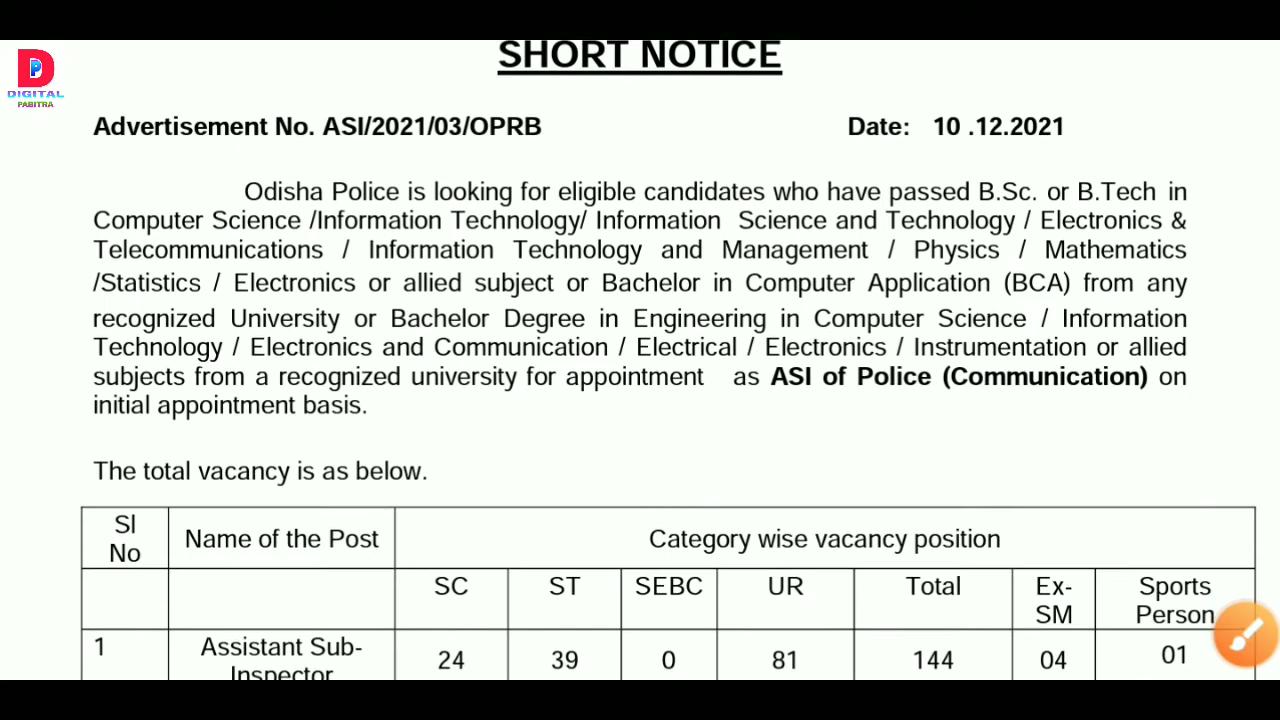 SHORT NOTICE
DIGITAL
PABITRA
Advertisement No. ASI/2021/03/OPRB Date: 10 .12.2021
Odisha Police is looking for eligible candidates who have passed B.Sc. or B.Tech in
Computer Science /Information Technology/ Information Science and Technology / Electronics &
Telecommunications / Information Technology and Management / Physics / Mathematics
/Statistics / Electronics or allied subject or Bachelor in Computer Application (BCA) from any
recognized University or Bachelor Degree in Engineering in Computer Science / Information
Technology / Electronics and Communication / Electrical / Electronics / Instrumentation or allied
subjects from a recognized university for appointment as ASI of Police (Communication) on
initial appointment basis.
The total vacancy is as below.
Sl No Name of the Post Category wise vacancy position
SC ST SEBC UR Total Ex-SM Sports Person
1 Assistant Sub- 24 39 0 81 144 04 01
Inspector